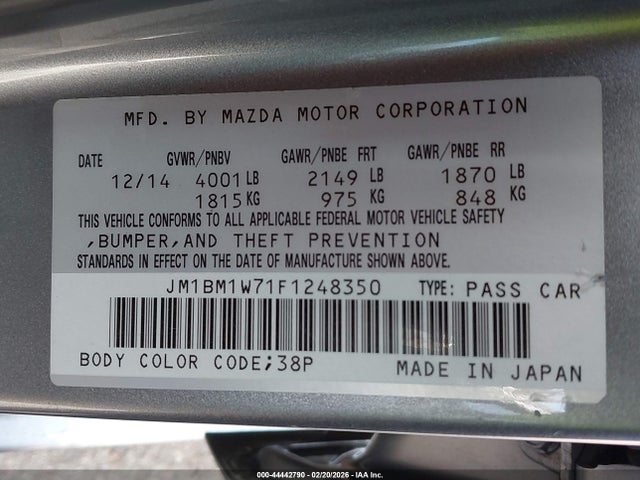 MFD. BY MAZDA MOTOR CORPORATION
DATE GVWR/PNBV GAWR/PNBE FRT GAWR/PNBE RR
12/14 4001 LB 2149 LB 1870 LB
1815 KG 975 KG 848 KG
THIS VEHICLE CONFORMS TO ALL APPLICABLE FEDERAL MOTOR VEHICLE SAFETY
,BUMPER,AND THEFT PREVENTION
STANDARDS IN EFFECT ON THE DATE OF MANUFACTURE SHOWN ABOVE.
JM1BM1W71F1248350 TYPE: PASS CAR
BODY COLOR CODE;38P MADE IN JAPAN
000-44442790 - 02/20/2026 - IAA Inc.